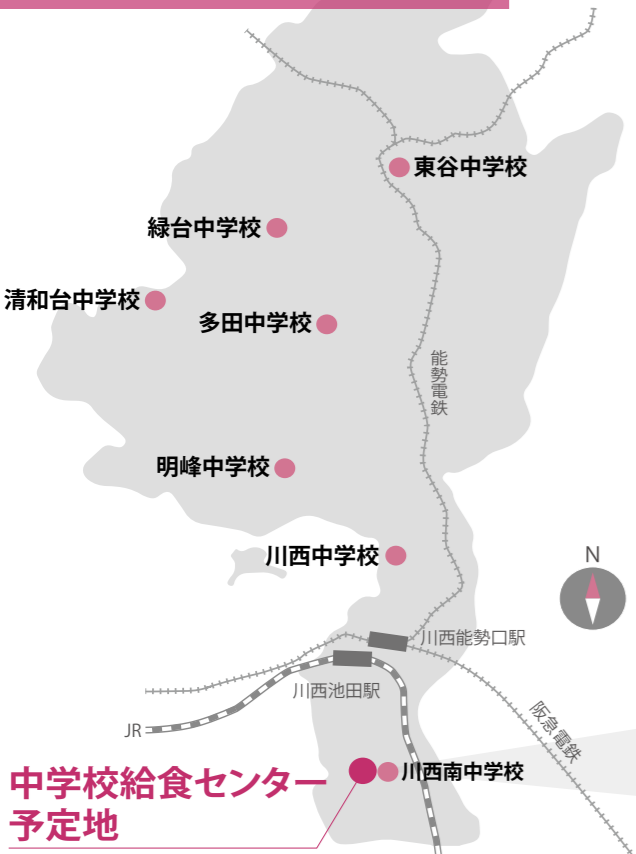 東谷中学校
緑台中学校
清和台中学校
多田中学校
能勢電鉄
明峰中学校
川西中学校
N
川西能勢口駅
川西池田駅
JR
阪急電鉄
川西南中学校
中学校給食センター
予定地